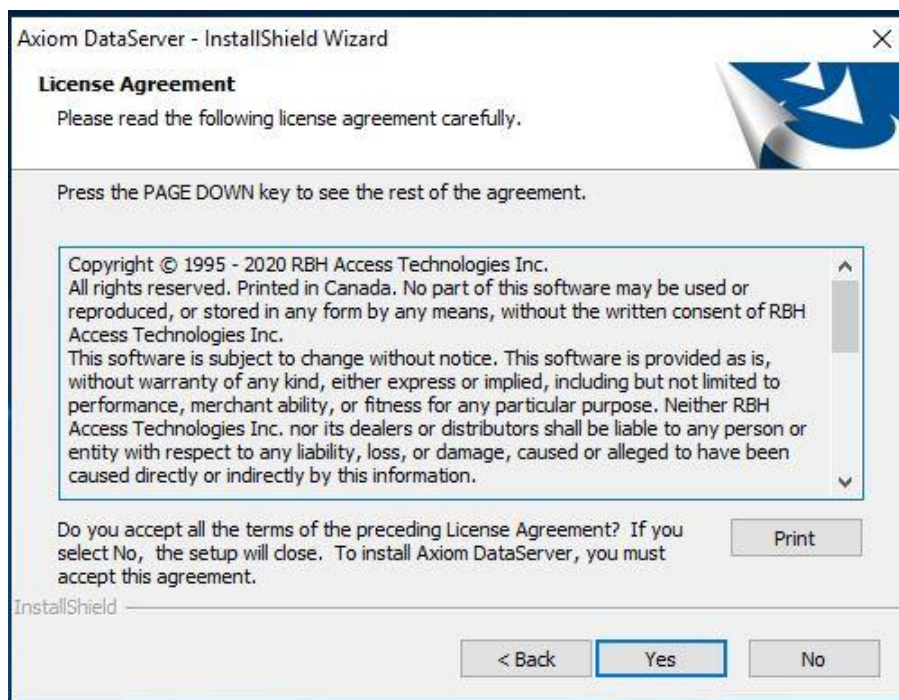 Axiom DataServer - InstallShield Wizard
License Agreement
Please read the following license agreement carefully.
Press the PAGE DOWN key to see the rest of the agreement.
Copyright © 1995 - 2020 RBH Access Technologies Inc.
All rights reserved. Printed in Canada. No part of this software may be used or
reproduced, or stored in any form by any means, without the written consent of RBH
Access Technologies Inc.
This software is subject to change without notice. This software is provided as is,
without warranty of any kind, either express or implied, including but not limited to
performance, merchant ability, or fitness for any particular purpose. Neither RBH
Access Technologies Inc. nor its dealers or distributors shall be liable to any person or
entity with respect to any liability, loss, or damage, caused or alleged to have been
caused directly or indirectly by this information.
Do you accept all the terms of the preceding License Agreement? If you
select No, the setup will close. To install Axiom DataServer, you must
accept this agreement.
Print
InstallShield
< Back
Yes
No